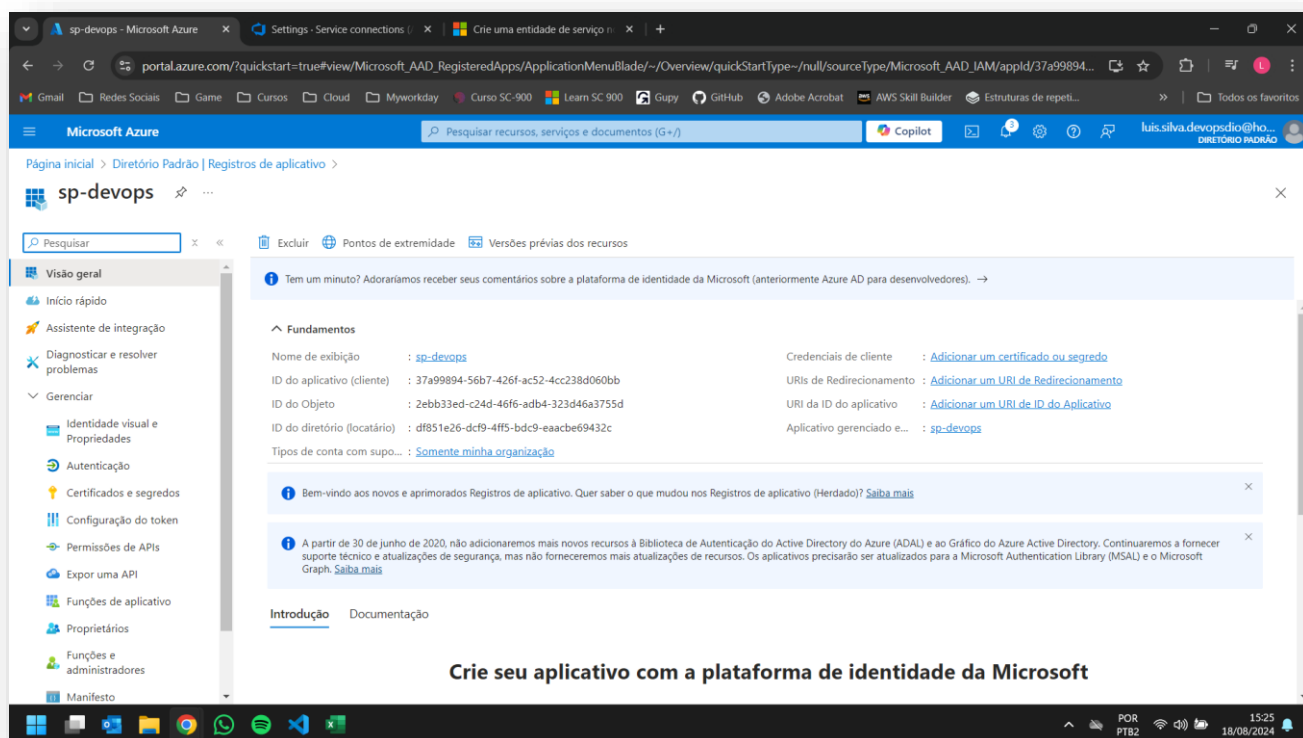 sp-devops - Microsoft Azure
Settings - Service connections (
Crie uma entidade de serviço n
portal.azure.com/?quickstart=true#view/Microsoft_AAD_RegisteredApps/ApplicationMenuBlade/~/Overview/quickStartType~/null/sourceType/Microsoft_AAD_IAM/appId/37a99894...
Gmail Redes Sociais Game Cursos Cloud Myworkday Curso SC-900 Learn SC 900 Gupy GitHub Adobe Acrobat AWS Skill Builder Estruturas de repeti... » Todos os favoritos
Microsoft Azure
Pesquisar recursos, serviços e documentos (G+/)
Copilot
3
luis.silva.devopsdio@ho...
DIRETÓRIO PADRÃO
Página inicial > Diretório Padrão | Registros de aplicativo >
sp-devops
Pesquisar
Excluir Pontos de extremidade Versões prévias dos recursos
Visão geral
Início rápido
Assistente de integração
Diagnosticar e resolver
problemas
Gerenciar
Identidade visual e
Propriedades
Autenticação
Certificados e segredos
Configuração do token
Permissões de APIs
Expor uma API
Funções de aplicativo
Proprietários
Funções e
administradores
Manifesto
Tem um minuto? Adoraríamos receber seus comentários sobre a plataforma de identidade da Microsoft (anteriormente Azure AD para desenvolvedores). →
Fundamentos
Nome de exibição : sp-devops
ID do aplicativo (cliente) : 37a99894-56b7-426f-ac52-4cc238d060bb
ID do Objeto : 2ebb33ed-c24d-46f6-adb4-323d46a3755d
ID do diretório (locatário) : df851e26-dcf9-4ff5-bdc9-eaacbe69432c
Tipos de conta com supo... : Somente minha organização
Credenciais de cliente : Adicionar um certificado ou segredo
URIs de Redirecionamento : Adicionar um URI de Redirecionamento
URI da ID do aplicativo : Adicionar um URI de ID do Aplicativo
Aplicativo gerenciado e... : sp-devops
Bem-vindo aos novos e aprimorados Registros de aplicativo. Quer saber o que mudou nos Registros de aplicativo (Herdado)? Saiba mais
A partir de 30 de junho de 2020, não adicionaremos mais novos recursos à Biblioteca de Autenticação do Active Directory do Azure (ADAL) e ao Gráfico do Azure Active Directory. Continuaremos a fornecer
suporte técnico e atualizações de segurança, mas não forneceremos mais atualizações de recursos. Os aplicativos precisarão ser atualizados para a Microsoft Authentication Library (MSAL) e o Microsoft
Graph. Saiba mais
Introdução Documentação
Crie seu aplicativo com a plataforma de identidade da Microsoft
POR
PTB2
15:25
18/08/2024